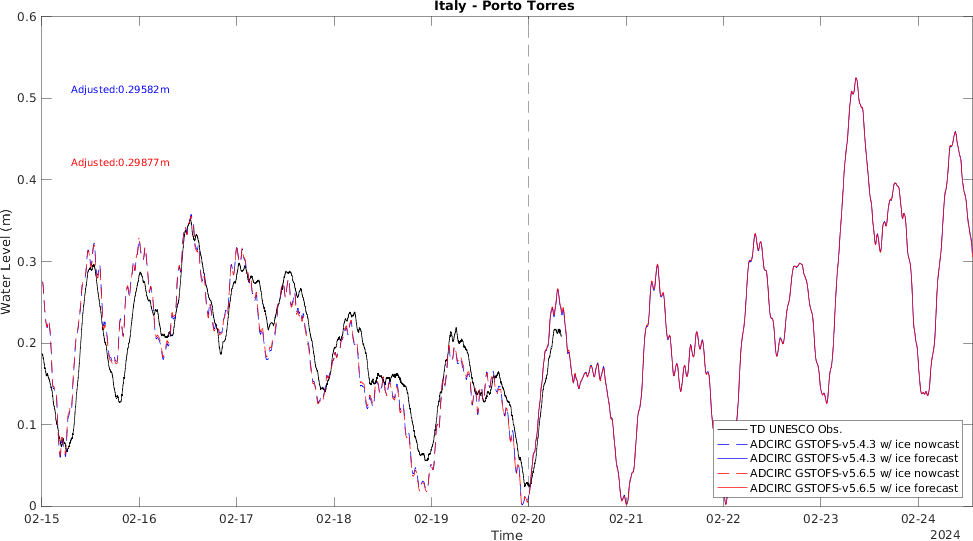 Italy - Porto Torres
0.6
0.5
0.4
0.3
0.2
0.1
0
Water Level (m)
Adjusted:0.29582m
Adjusted:0.29877m
TD UNESCO Obs.
ADCIRC GSTOFS-v5.4.3 w/ ice nowcast
ADCIRC GSTOFS-v5.4.3 w/ ice forecast
ADCIRC GSTOFS-v5.6.5 w/ ice nowcast
ADCIRC GSTOFS-v5.6.5 w/ ice forecast
02-15 02-16 02-17 02-18 02-19 02-20 02-21 02-22 02-23 02-24
Time
2024